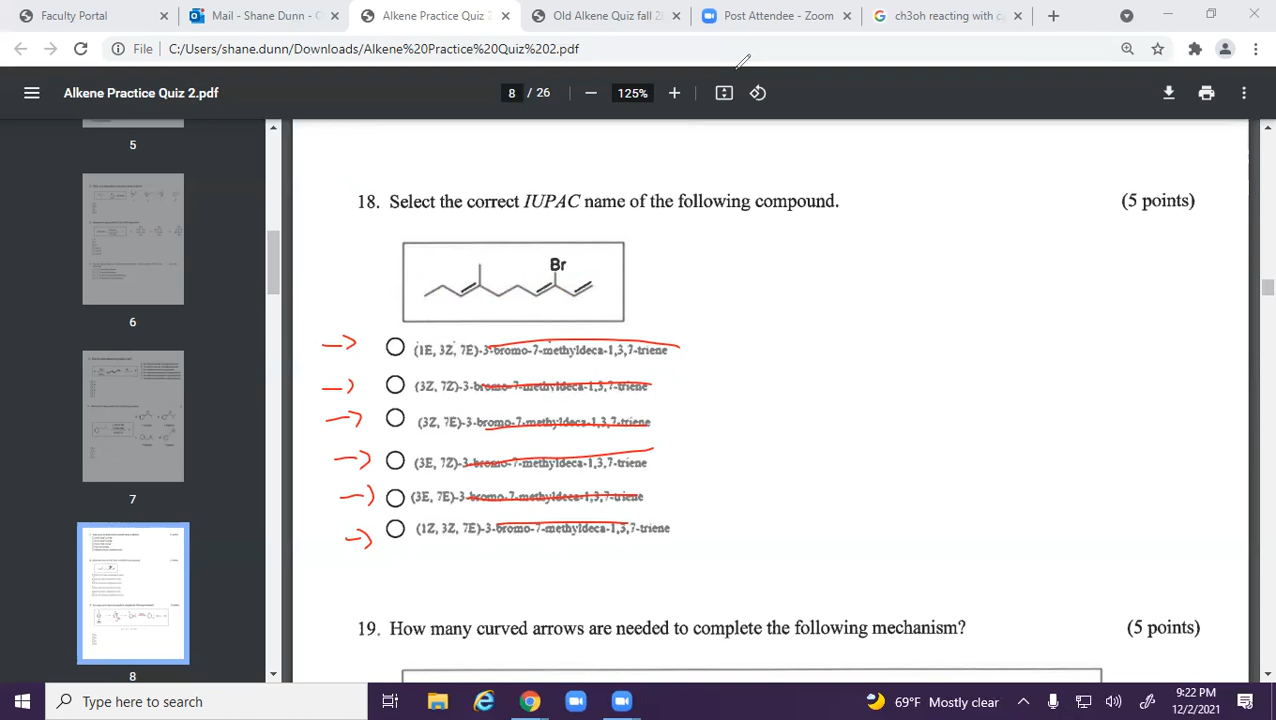 Faculty Portal
Mail - Shane Dunn - C
Alkene Practice Quiz 2
Old Alkene Quiz fall 2
Post Attendee - Zoom
ch3oh reacting with c
File
C:/Users/shane.dunn/Downloads/Alkene%20Practice%20Quiz%202.pdf
Alkene Practice Quiz 2.pdf
8 / 26
125%
5
6
7
8
18. Select the correct IUPAC name of the following compound. (5 points)
Br
(1E, 3Z, 7E)-3-bromo-7-methyldeca-1,3,7-triene
(3Z, 7Z)-3-bromo-7-methyldeca-1,3,7-triene
(3Z, 7E)-3-bromo-7-methyldeca-1,3,7-triene
(3E, 7Z)-3-bromo-7-methyldeca-1,3,7-triene
(3E, 7E)-3-bromo-7-methyldeca-1,3,7-triene
(1Z, 3Z, 7E)-3-bromo-7-methyldeca-1,3,7-triene
19. How many curved arrows are needed to complete the following mechanism? (5 points)
Type here to search
69°F Mostly clear
9:22 PM
12/2/2021